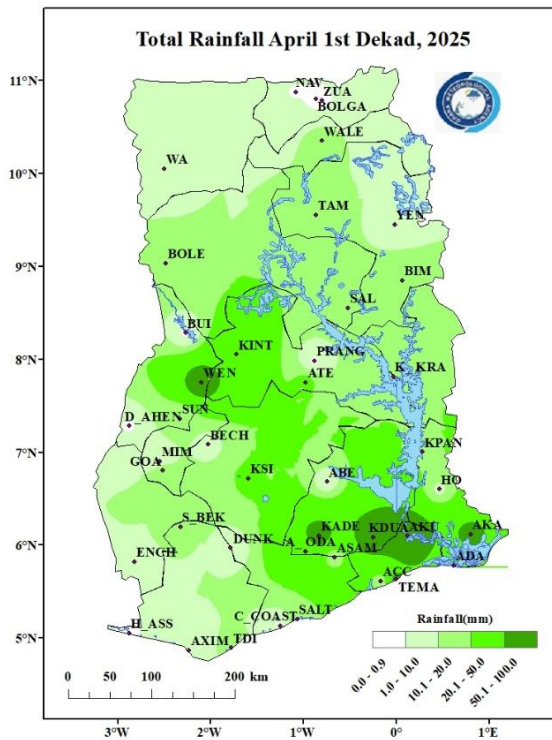 Total Rainfall April 1st Dekad, 2025
11°N
NAV
ZUA
BOLGA
WALE
10°N
WA
TAM
YEN
9°N
BOLE
BIM
SAL
BUI
8°N
KINT
PRANG
K_KRA
WEN
ATE
SUN
D_AHEN
7°N
BECH
KPAN
MIM
GOA
KSI
ABE
HO
S_BEK
KADE
KDUA
AKU
AKA
6°N
DUNK
A_ODA
ASAM
ENCH
ADA
ACC
TEMA
SALT
C_COAST
5°N
H_ASS
AXIM
TDI
Rainfall(mm)
0.0 - 0.9
1.0 - 10.0
10.1 - 20.0
20.1 - 50.0
50.1 - 100.0
0 50 100 200 km
3°W 2°W 1°W 0° 1°E